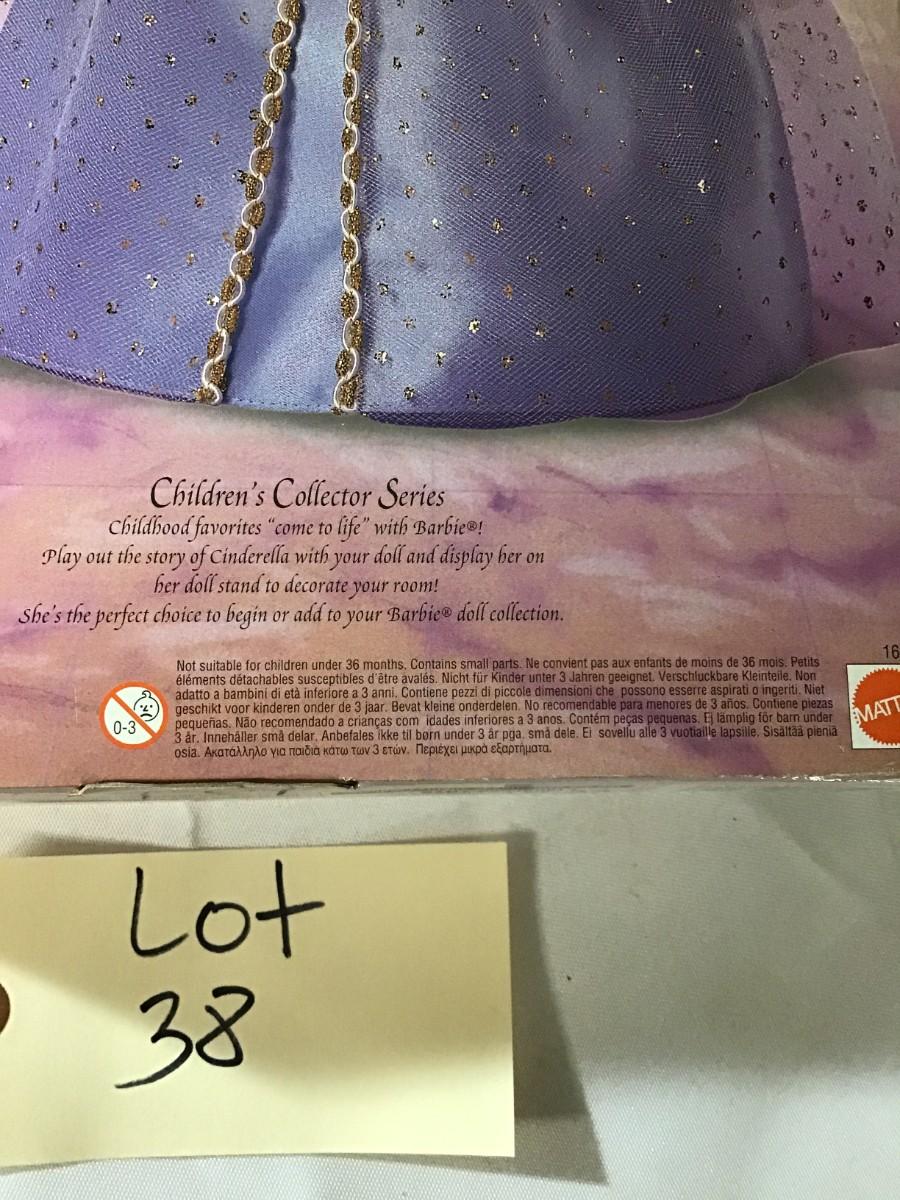 Children's Collector Series
Childhood favorites "come to life" with Barbie®!
Play out the story of Cinderella with your doll and display her on
her doll stand to decorate your room!
She's the perfect choice to begin or add to your Barbie® doll collection.
16
Not suitable for children under 36 months. Contains small parts. Ne convient pas aux enfants de moins de 36 mois. Petits
éléments détachables susceptibles d'être avalés. Nicht für Kinder unter 3 Jahren geeignet. Verschluckbare Kleinteile. Non
adatto a bambini di età inferiore a 3 anni. Contiene pezzi di piccole dimensioni che possono esserre aspirati o ingeriti. Niet
geschikt voor kinderen onder de 3 jaar. Bevat kleine onderdelen. No recomendable para menores de 3 años. Contiene piezas
pequeñas. Não recomendado a crianças com idades inferiores a 3 anos. Contém peças pequenas. Ej lämplig för barn under
3 år. Innehåller små delar. Anbefales ikke til børn under 3 år pga. små dele. Ei sovellu alle 3 vuotiaille lapsille. Sisältää pieniä
osia. Ακατάλληλο για παιδιά κάτω των 3 ετών. Περιέχει μικρά εξαρτήματα.
0-3
MATT
Lot
38